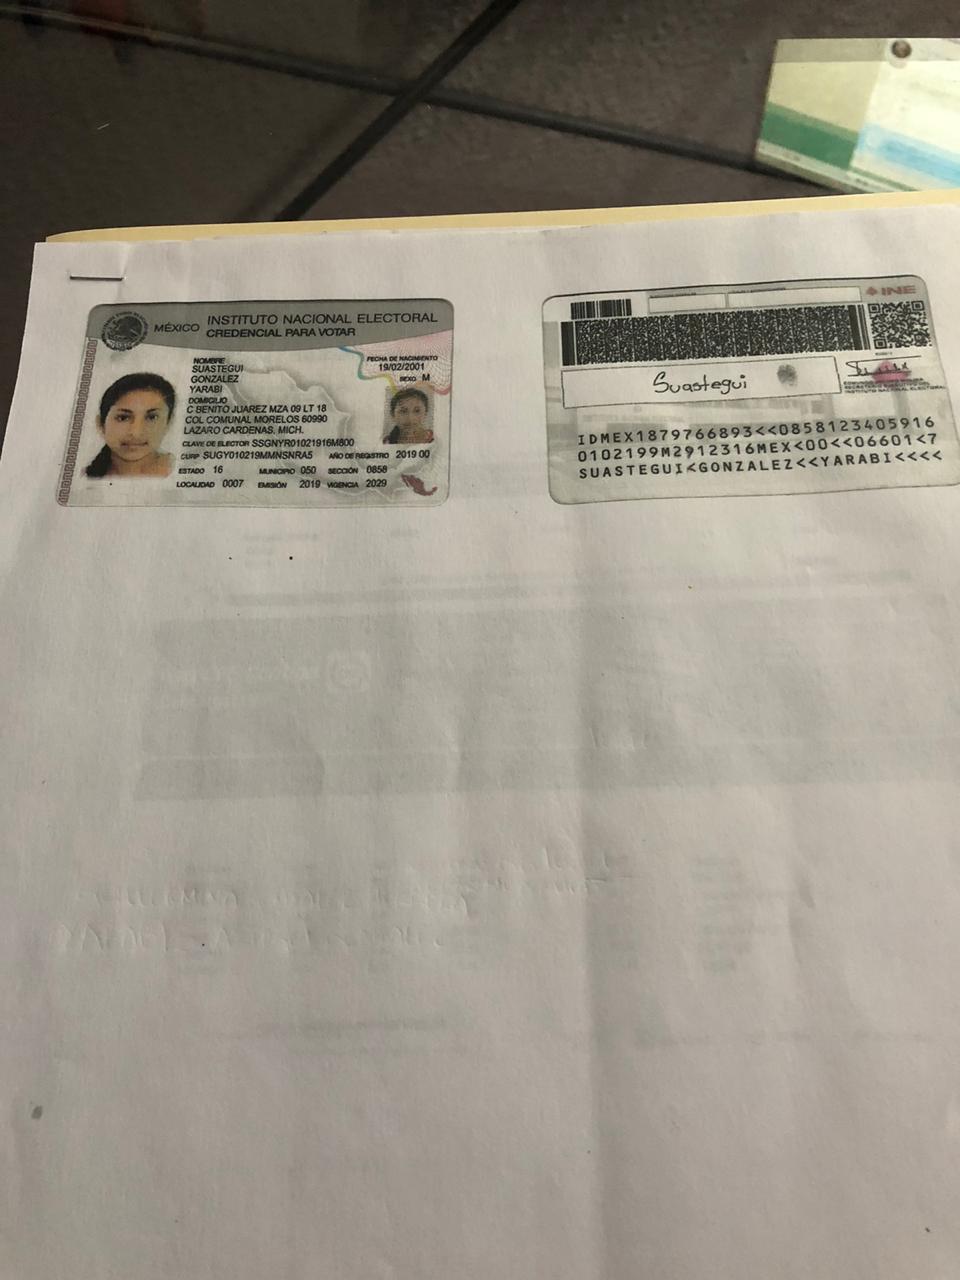 MÉXICO
INSTITUTO NACIONAL ELECTORAL
CREDENCIAL PARA VOTAR
NOMBRE
SUASTEGUI
GONZALEZ
YARABI
FECHA DE NACIMIENTO
19/02/2001
SEXO M
DOMICILIO
C BENITO JUAREZ MZA 09 LT 18
COL COMUNAL MORELOS 60990
LAZARO CARDENAS, MICH.
CLAVE DE ELECTOR SSGNYR01021916M800
CURP SUGY010219MMNSNRA5 AÑO DE REGISTRO 2019 00
ESTADO 16 MUNICIPIO 050 SECCIÓN 0858
LOCALIDAD 0007 EMISIÓN 2019 VIGENCIA 2029
INE
Suastegui
IDMEX1879766893<<0858123405916
0102199M2912316MEX<00<<06601<7
SUASTEGUI<GONZALEZ<<YARABI<<<<